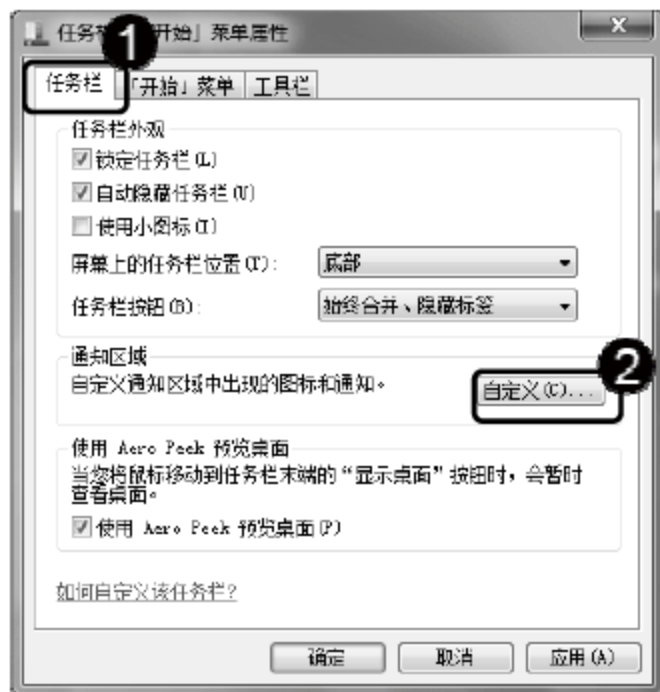 任务 开始」菜单属性
1
任务栏 「开始」菜单 工具栏
任务栏外观
锁定任务栏(L)
自动隐藏任务栏(U)
使用小图标(I)
屏幕上的任务栏位置(T): 底部
任务栏按钮(B): 始终合并、隐藏标签
通知区域
2
自定义通知区域中出现的图标和通知。 自定义(C)...
使用 Aero Peek 预览桌面
当您将鼠标移动到任务栏末端的“显示桌面”按钮时，会暂时
查看桌面。
使用 Aero Peek 预览桌面(P)
如何自定义该任务栏?
确定 取消 应用(A)